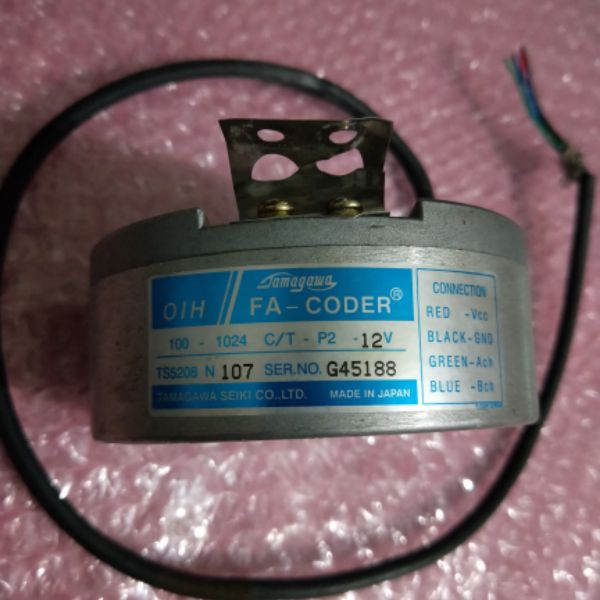 Tamagawa
OIH // FA-CODER®
100 - 1024 C/T - P2 - 12V
TS5208 N 107 SER.NO. G45188
TAMAGAWA SEIKI CO.,LTD. MADE IN JAPAN
CONNECTION
RED -Vcc
BLACK-GND
GREEN-Ach
BLUE -Bch